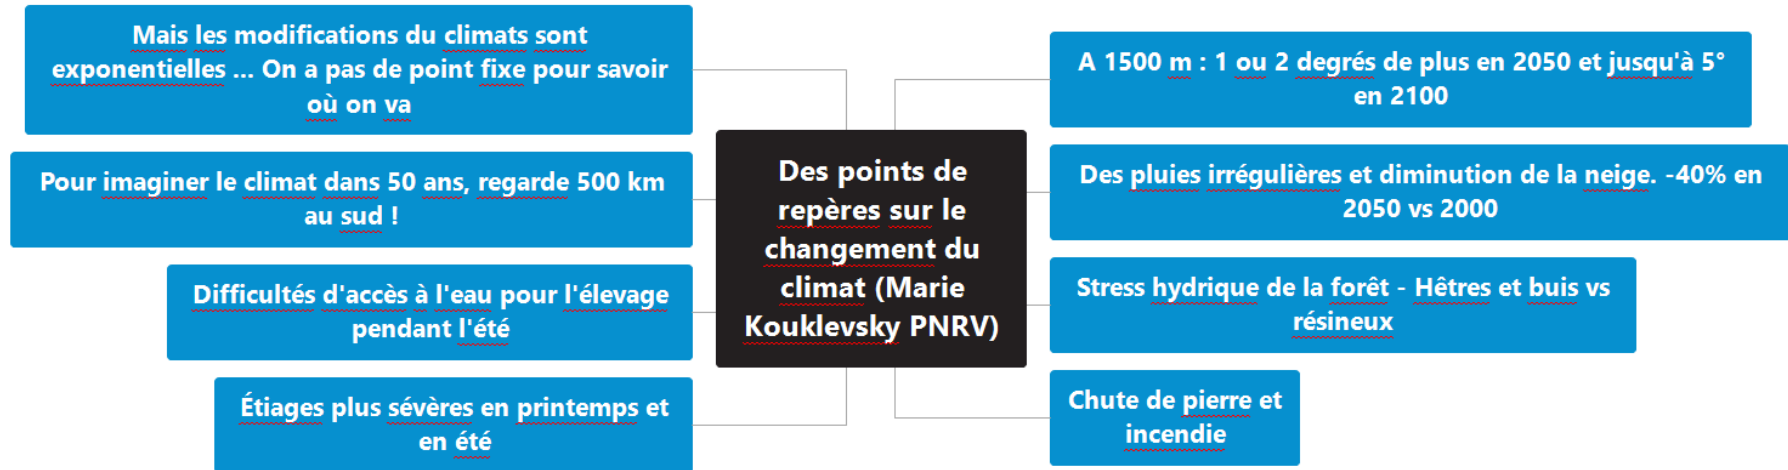 Mais les modifications du climats sont
exponentielles ... On a pas de point fixe pour savoir
où on va
Pour imaginer le climat dans 50 ans, regarde 500 km
au sud !
Difficultés d'accès à l'eau pour l'élevage
pendant l'été
Étiages plus sévères en printemps et
en été
Des points de
repères sur le
changement du
climat (Marie
Kouklevsky PNRV)
A 1500 m : 1 ou 2 degrés de plus en 2050 et jusqu'à 5°
en 2100
Des pluies irrégulières et diminution de la neige. -40% en
2050 vs 2000
Stress hydrique de la forêt - Hêtres et buis vs
résineux
Chute de pierre et
incendie